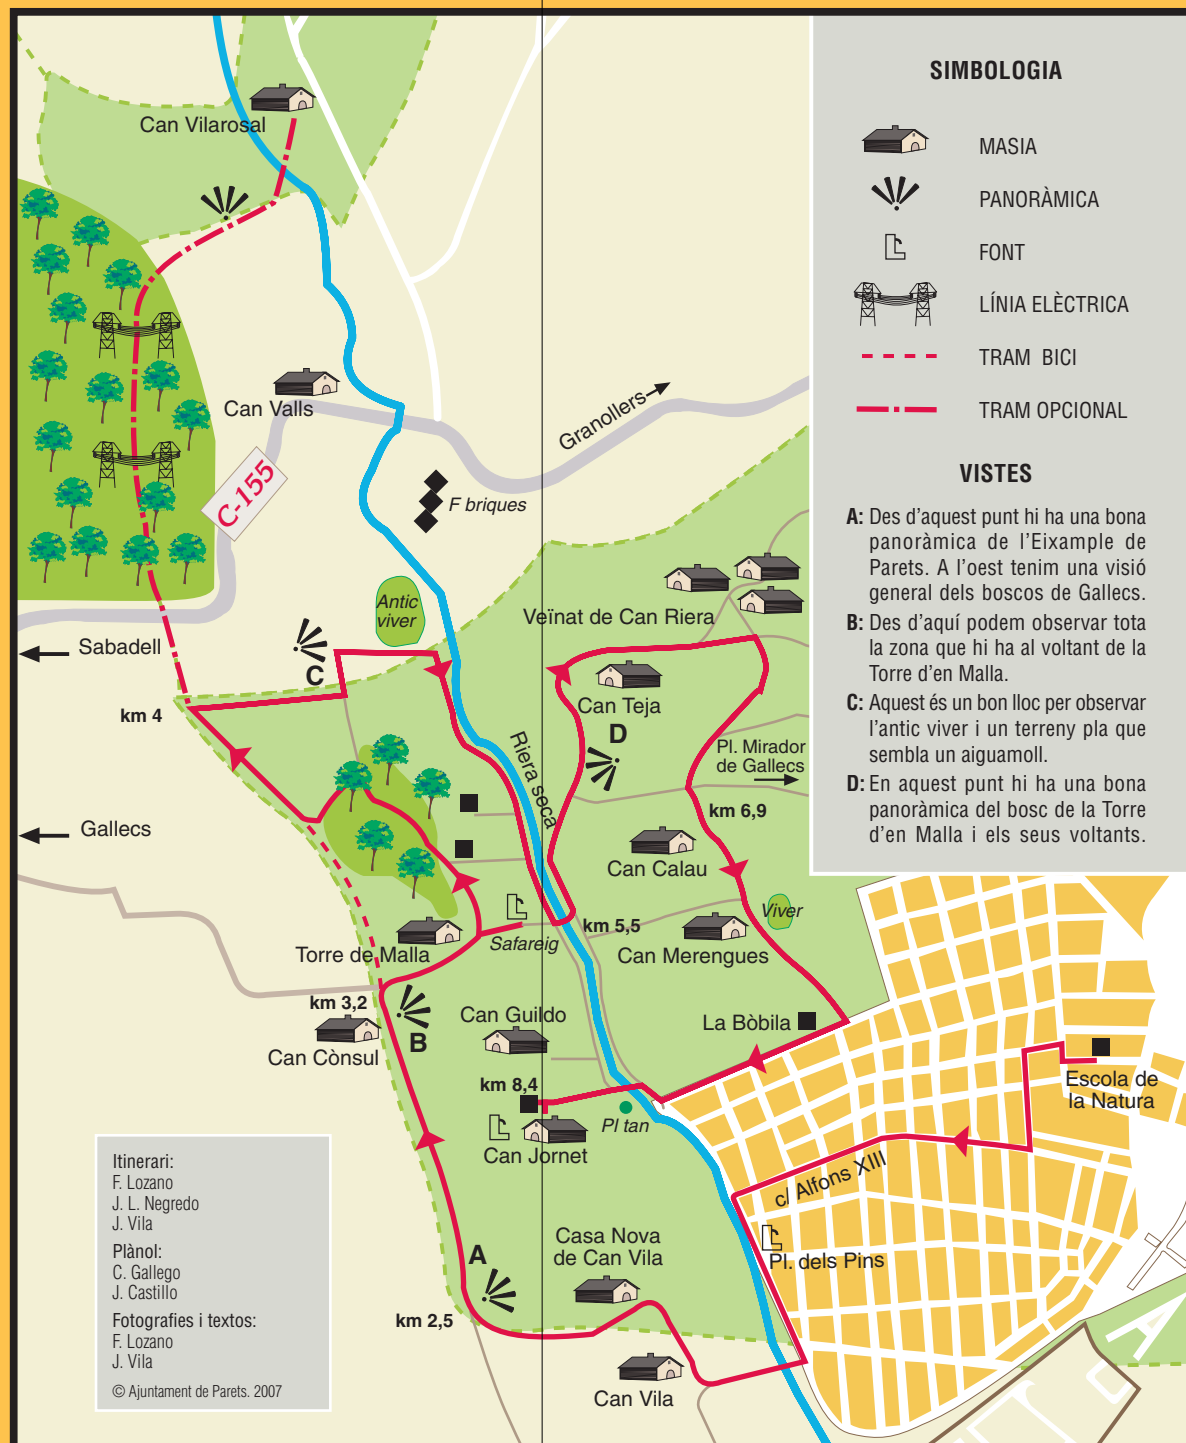 Can Vilarosal
Can Valls
C-155
Granollers
F briques
Antic
viver
Veïnat de Can Riera
Sabadell
C
km 4
Can Teja
D
Riera seca
Pl. Mirador
de Gallecs
km 6,9
Gallecs
Can Calau
Viver
km 5,5
Safareig
Torre de Malla
Can Merengues
km 3,2
B
Can Cònsul
Can Guildo
La Bòbila
km 8,4
Pl tan
Can Jornet
Escola de
la Natura
c/ Alfons XIII
Pl. dels Pins
Casa Nova
de Can Vila
A
km 2,5
Can Vila
SIMBOLOGIA
MASIA
PANORÀMICA
FONT
LÍNIA ELÈCTRICA
TRAM BICI
TRAM OPCIONAL
VISTES
A: Des d’aquest punt hi ha una bona
panoràmica de l’Eixample de
Parets. A l’oest tenim una visió
general dels boscos de Gallecs.
B: Des d’aquí podem observar tota
la zona que hi ha al voltant de la
Torre d’en Malla.
C: Aquest és un bon lloc per observar
l’antic viver i un terreny pla que
sembla un aiguamoll.
D: En aquest punt hi ha una bona
panoràmica del bosc de la Torre
d’en Malla i els seus voltants.
Itinerari:
F. Lozano
J. L. Negredo
J. Vila
Plànol:
C. Gallego
J. Castillo
Fotografies i textos:
F. Lozano
J. Vila
© Ajuntament de Parets. 2007